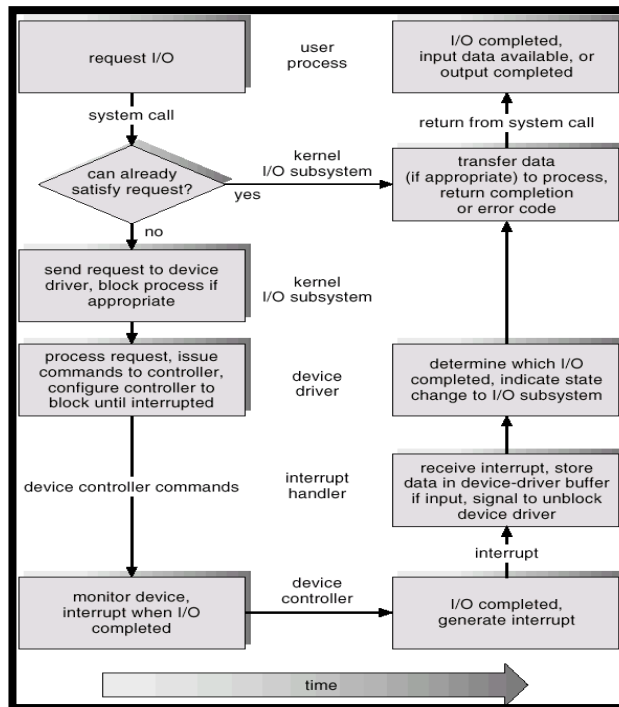 request I/O
user
process
I/O completed,
input data available, or
output completed
system call
return from system call
can already
satisfy request?
yes
kernel
I/O subsystem
transfer data
(if appropriate) to process,
return completion
or error code
no
send request to device
driver, block process if
appropriate
kernel
I/O subsystem
process request, issue
commands to controller,
configure controller to
block until interrupted
device
driver
determine which I/O
completed, indicate state
change to I/O subsystem
device controller commands
interrupt
handler
receive interrupt, store
data in device-driver buffer
if input, signal to unblock
device driver
interrupt
monitor device,
interrupt when I/O
completed
device
controller
I/O completed,
generate interrupt
time